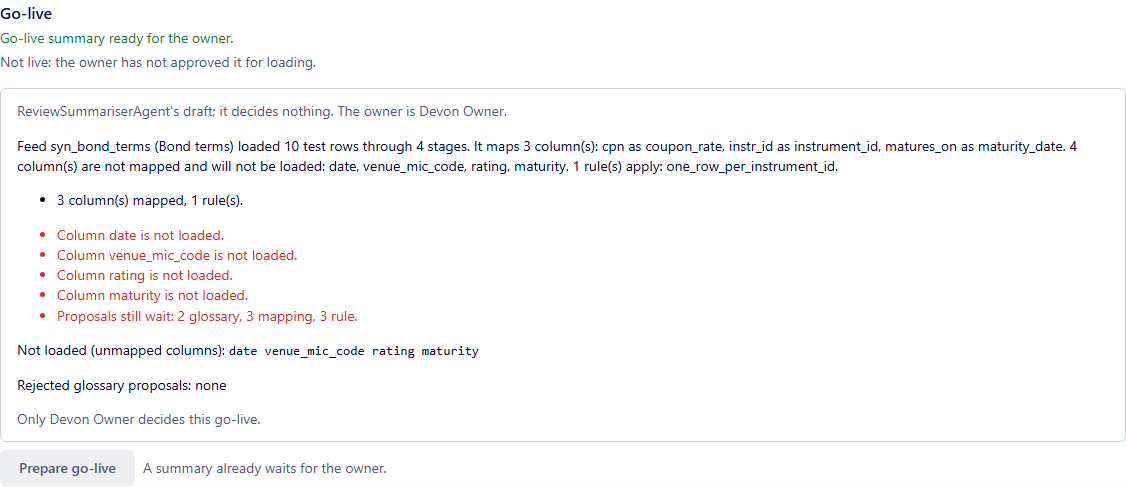 Go-live
Go-live summary ready for the owner.
Not live: the owner has not approved it for loading.
ReviewSummariserAgent's draft; it decides nothing. The owner is Devon Owner.
Feed syn_bond_terms (Bond terms) loaded 10 test rows through 4 stages. It maps 3 column(s): cpn as coupon_rate, instr_id as instrument_id, matures_on as maturity_date. 4
column(s) are not mapped and will not be loaded: date, venue_mic_code, rating, maturity. 1 rule(s) apply: one_row_per_instrument_id.
• 3 column(s) mapped, 1 rule(s).
• Column date is not loaded.
• Column venue_mic_code is not loaded.
• Column rating is not loaded.
• Column maturity is not loaded.
• Proposals still wait: 2 glossary, 3 mapping, 3 rule.
Not loaded (unmapped columns): date venue_mic_code rating maturity
Rejected glossary proposals: none
Only Devon Owner decides this go-live.
Prepare go-live A summary already waits for the owner.